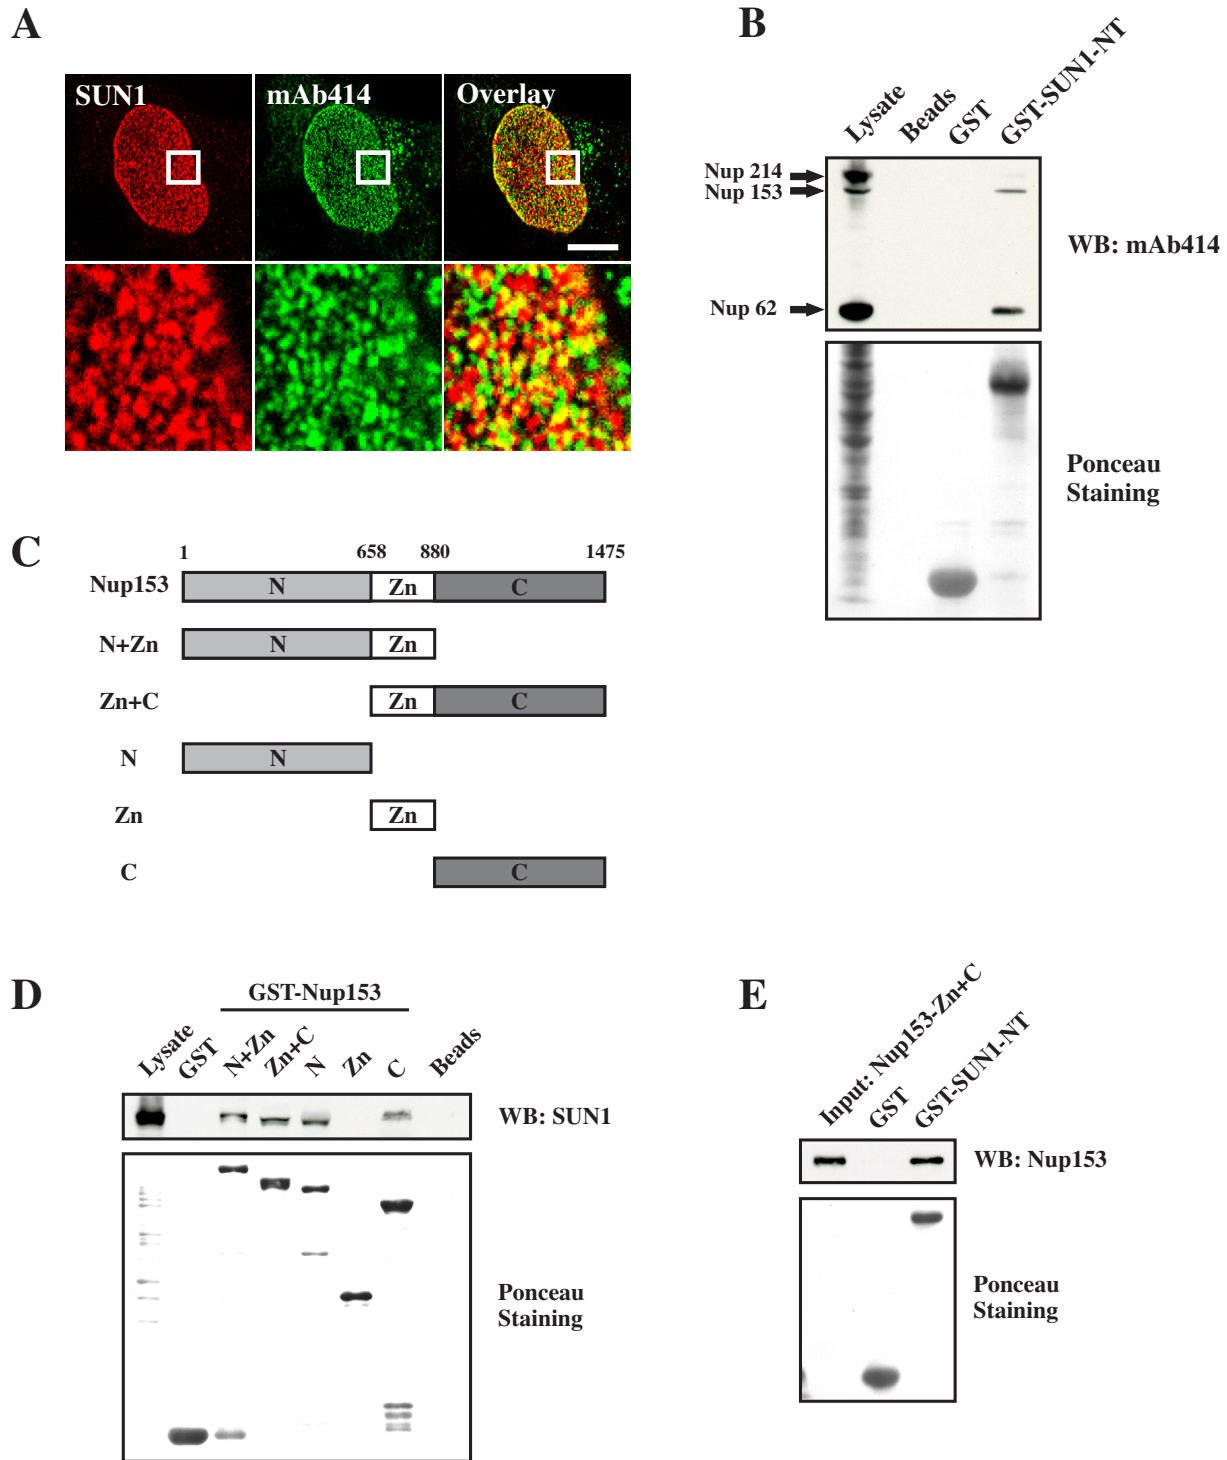 A
SUN1
mAb414
Overlay
B
Lysate
Beads
GST
GST-SUN1-NT
Nup 214
Nup 153
Nup 62
WB: mAb414
Ponceau
Staining
C
1
658
880
1475
Nup153
N
Zn
C
N+Zn
N
Zn
Zn+C
Zn
C
N
N
Zn
Zn
C
C
D
GST-Nup153
Lysate
GST
N+Zn
Zn+C
N
Zn
C
Beads
WB: SUN1
Ponceau
Staining
E
Input: Nup153-Zn+C
GST
GST-SUN1-NT
WB: Nup153
Ponceau
Staining